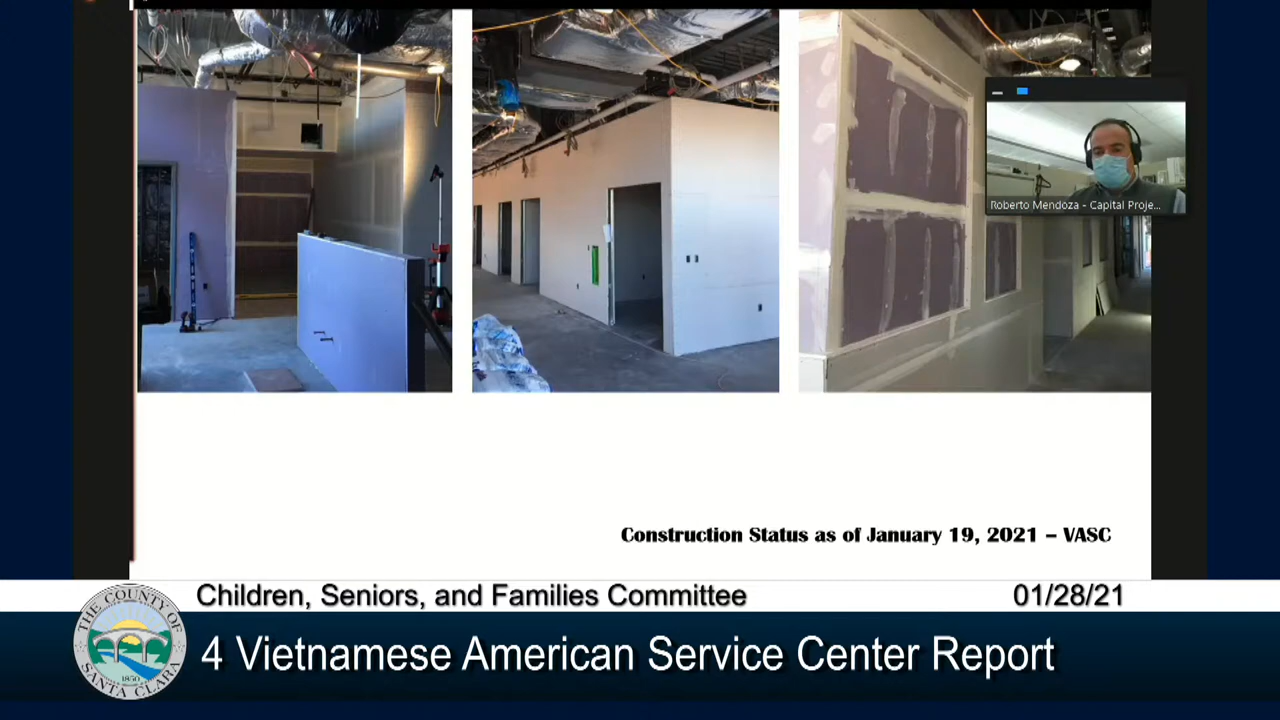 Roberto Mendoza - Capital Proje...
Construction Status as of January 19, 2021 – VASC
Children, Seniors, and Families Committee
01/28/21
THE COUNTY OF
SANTA CLARA
1850
4 Vietnamese American Service Center Report